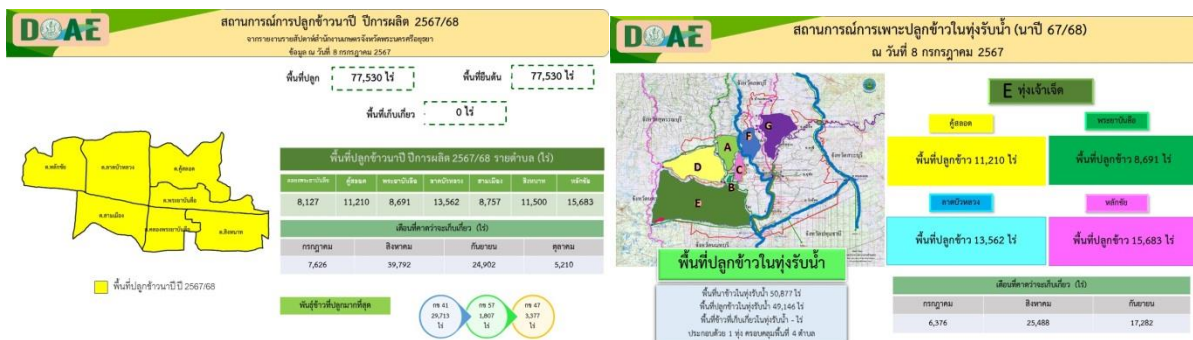 DOAE
สถานการณ์การปลูกข้าวนาปี ปีการผลิต 2567/68
จากรายงานรายสัปดาห์สำนักงานเกษตรจังหวัดพระนครศรีอยุธยา
ข้อมูล ณ วันที่ 8 กรกฎาคม 2567
พื้นที่ปลูก 77,530 ไร่ พื้นที่ยืนต้น 77,530 ไร่
พื้นที่เก็บเกี่ยว 0 ไร่
ต.หลักชัย
ต.ลาดบัวหลวง
ต.คู้สลอด
ต.พระยาบันลือ
ต.สามเมือง
ต.คลองพระยาบันลือ
ต.สิงหนาท
พื้นที่ปลูกข้าวนาปี ปี 2567/68
พื้นที่ปลูกข้าวนาปี ปีการผลิต 2567/68 รายตำบล (ไร่)
คลองพระยาบันลือ คู้สลอด พระยาบันลือ ลาดบัวหลวง สามเมือง สิงหนาท หลักชัย
8,127 11,210 8,691 13,562 8,757 11,500 15,683
เดือนที่คาดว่าจะเก็บเกี่ยว (ไร่)
กรกฎาคม สิงหาคม กันยายน ตุลาคม
7,626 39,792 24,902 5,210
พันธุ์ข้าวที่ปลูกมากที่สุด
กข 41
29,713
ไร่
กข 57
1,807
ไร่
กข 47
3,377
ไร่
DOAE
สถานการณ์การเพาะปลูกข้าวในทุ่งรับน้ำ (นาปี 67/68)
ณ วันที่ 8 กรกฎาคม 2567
A
B
C
D
E
F
G
พื้นที่ปลูกข้าวในทุ่งรับน้ำ
พื้นที่นาข้าวในทุ่งรับน้ำ 50,877 ไร่
พื้นที่ปลูกข้าวในทุ่งรับน้ำ 49,146 ไร่
พื้นที่ข้าวที่เก็บเกี่ยวในทุ่งรับน้ำ - ไร่
ประกอบด้วย 1 ทุ่ง ครอบคลุมพื้นที่ 4 ตำบล
E ทุ่งเจ้าเจ็ด
คู้สลอด พระยาบันลือ
พื้นที่ปลูกข้าว 11,210 ไร่ พื้นที่ปลูกข้าว 8,691 ไร่
ลาดบัวหลวง หลักชัย
พื้นที่ปลูกข้าว 13,562 ไร่ พื้นที่ปลูกข้าว 15,683 ไร่
เดือนที่คาดว่าจะเก็บเกี่ยว (ไร่)
กรกฎาคม สิงหาคม กันยายน
6,376 25,488 17,282